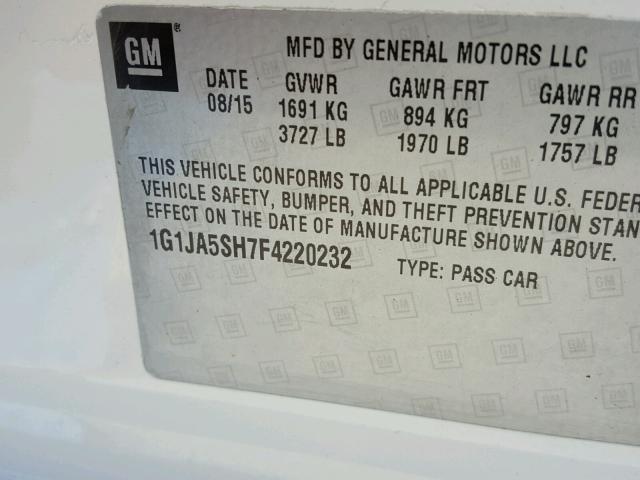 GM ® MFD BY GENERAL MOTORS LLC
DATE GVWR GAWR FRT GAWR RR
08/15 1691 KG 894 KG 797 KG
3727 LB 1970 LB 1757 LB
THIS VEHICLE CONFORMS TO ALL APPLICABLE U.S. FEDER
VEHICLE SAFETY, BUMPER, AND THEFT PREVENTION STAN
EFFECT ON THE DATE OF MANUFACTURE SHOWN ABOVE.
1G1JA5SH7F4220232 TYPE: PASS CAR